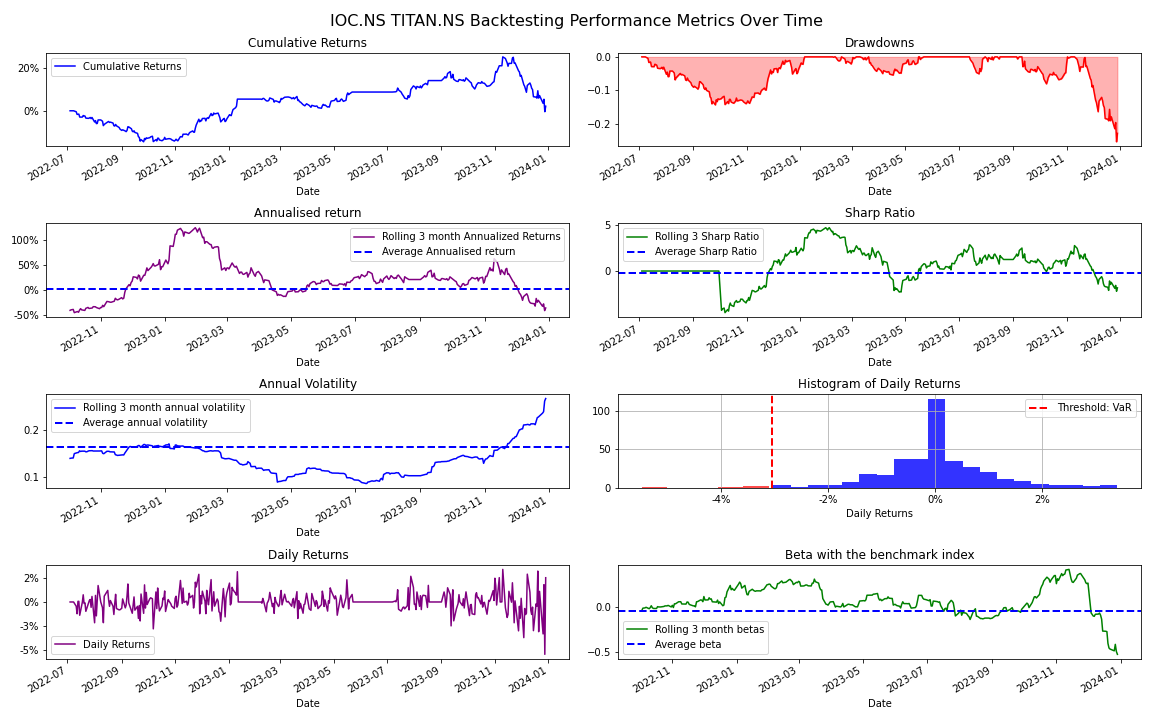 IOC.NS TITAN.NS Backtesting Performance Metrics Over Time
Cumulative Returns
20%
0%
Cumulative Returns
2022-07 2022-09 2022-11 2023-01 2023-03 2023-05 2023-07 2023-09 2023-11 2024-01
Date
Drawdowns
0.0
−0.1
−0.2
2022-07 2022-09 2022-11 2023-01 2023-03 2023-05 2023-07 2023-09 2023-11 2024-01
Date
Annualised return
100%
50%
0%
-50%
Rolling 3 month Annualized Returns
Average Annualised return
2022-11 2023-01 2023-03 2023-05 2023-07 2023-09 2023-11 2024-01
Date
Sharp Ratio
5
0
Rolling 3 Sharp Ratio
Average Sharp Ratio
2022-07 2022-09 2022-11 2023-01 2023-03 2023-05 2023-07 2023-09 2023-11 2024-01
Date
Annual Volatility
0.2
0.1
Rolling 3 month annual volatility
Average annual volatility
2022-11 2023-01 2023-03 2023-05 2023-07 2023-09 2023-11 2024-01
Date
Histogram of Daily Returns
100
50
0
Threshold: VaR
-4% -2% 0% 2%
Daily Returns
Daily Returns
2%
0%
-3%
-5%
Daily Returns
2022-07 2022-09 2022-11 2023-01 2023-03 2023-05 2023-07 2023-09 2023-11 2024-01
Date
Beta with the benchmark index
0.0
−0.5
Rolling 3 month betas
Average beta
2022-11 2023-01 2023-03 2023-05 2023-07 2023-09 2023-11 2024-01
Date